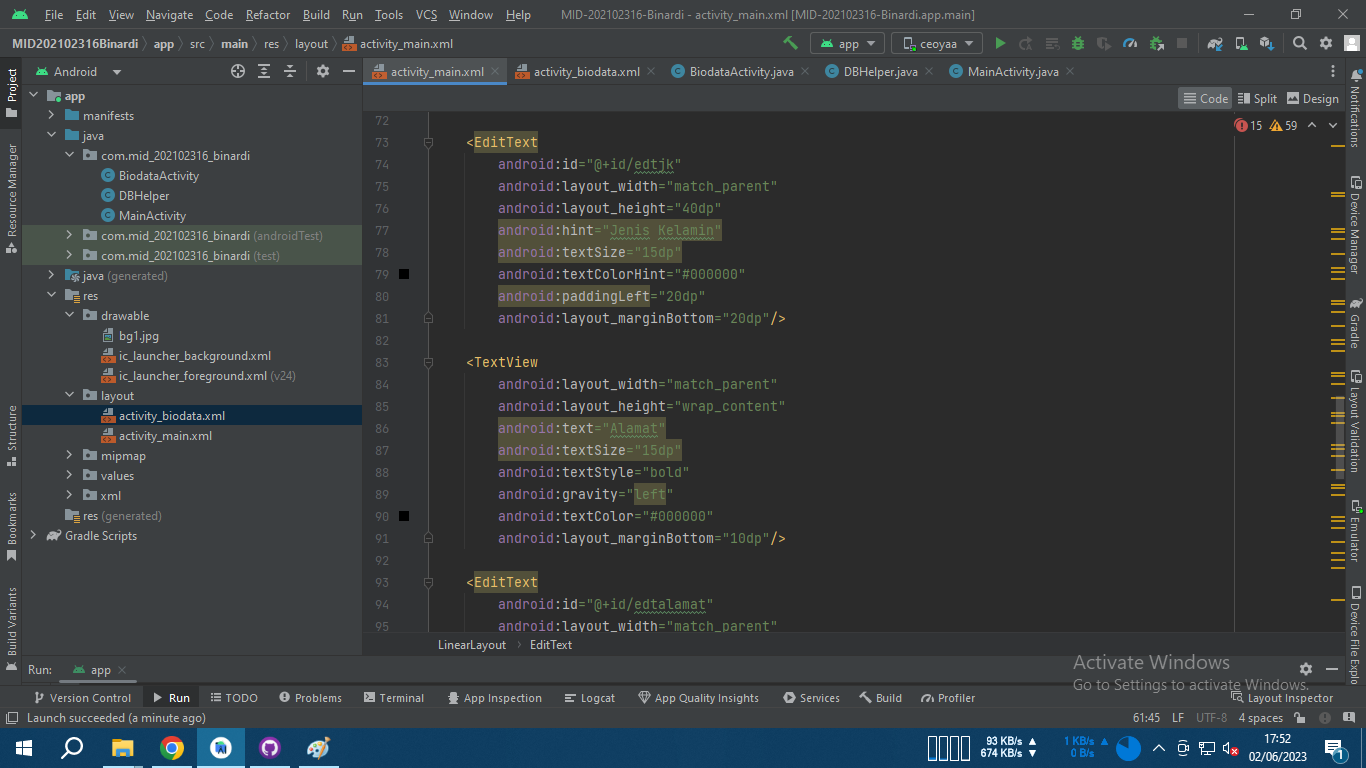 File Edit View Navigate Code Refactor Build Run Tools VCS Window Help MID-202102316-Binardi - activity_main.xml [MID-202102316-Binardi.app.main]
MID202102316Binardi app src main res layout activity_main.xml app ceoyaa
Project
Android
activity_main.xml activity_biodata.xml BiodataActivity.java DBHelper.java MainActivity.java
Code Split Design
15 59
app
manifests
java
com.mid_202102316_binardi
BiodataActivity
DBHelper
MainActivity
com.mid_202102316_binardi (androidTest)
com.mid_202102316_binardi (test)
java (generated)
res
drawable
bg1.jpg
ic_launcher_background.xml
ic_launcher_foreground.xml (v24)
layout
activity_biodata.xml
activity_main.xml
mipmap
values
xml
res (generated)
Gradle Scripts
Resource Manager
Structure
Bookmarks
Build Variants
72
73 <EditText
74 android:id="@+id/edtjk"
75 android:layout_width="match_parent"
76 android:layout_height="40dp"
77 android:hint="Jenis Kelamin"
78 android:textSize="15dp"
79 android:textColorHint="#000000"
80 android:paddingLeft="20dp"
81 android:layout_marginBottom="20dp"/>
82
83 <TextView
84 android:layout_width="match_parent"
85 android:layout_height="wrap_content"
86 android:text="Alamat"
87 android:textSize="15dp"
88 android:textStyle="bold"
89 android:gravity="left"
90 android:textColor="#000000"
91 android:layout_marginBottom="10dp"/>
92
93 <EditText
94 android:id="@+id/edtalamat"
95 android:layout_width="match_parent"
LinearLayout EditText
Notifications
Device Manager
Gradle
Layout Validation
Emulator
Device File Explo
Run: app
Activate Windows
Go to Settings to activate Windows.
Version Control Run TODO Problems Terminal App Inspection Logcat App Quality Insights Services Build Profiler Layout Inspector
Launch succeeded (a minute ago) 61:45 LF UTF-8 4 spaces
93 KB/s 1 KB/s 17:52
674 KB/s 0 B/s 02/06/2023 1